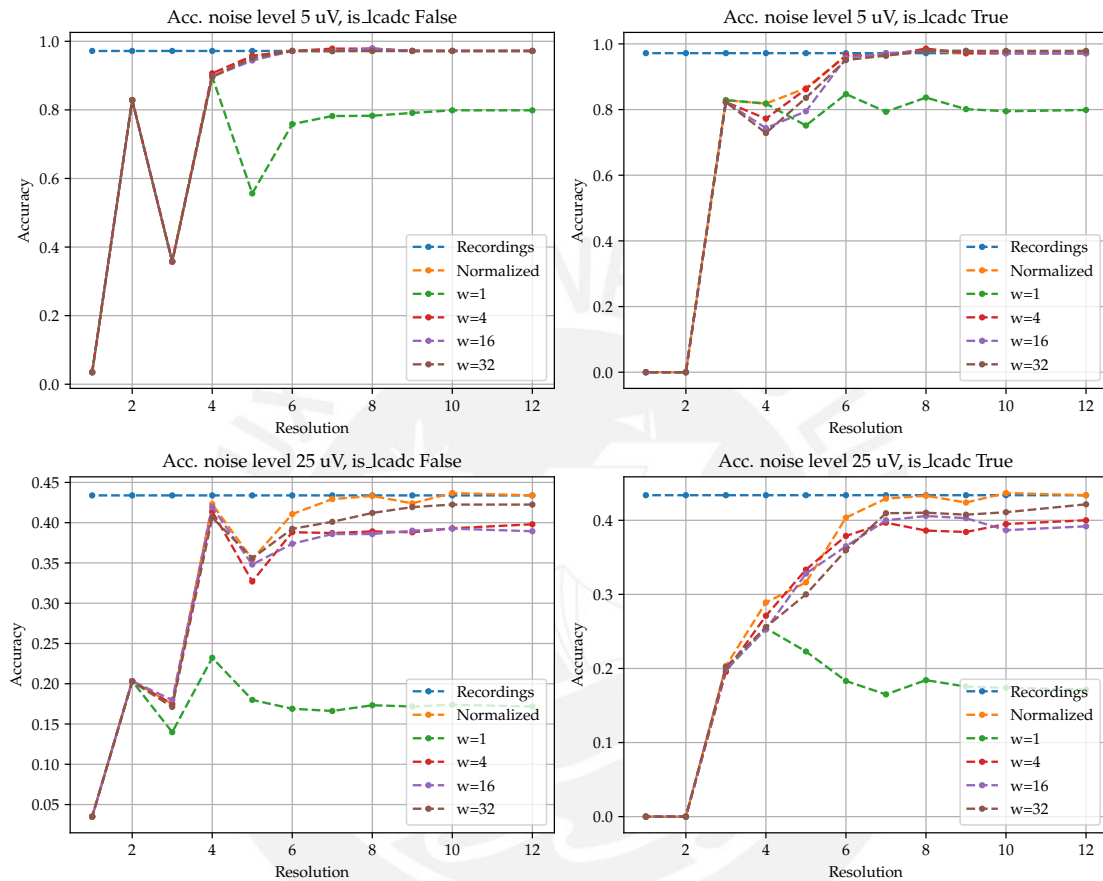 Acc. noise level 5 uV, is_lcadc False
1.0
0.8
0.6
0.4
0.2
0.0
Accuracy
2 4 6 8 10 12
Resolution
Recordings
Normalized
w=1
w=4
w=16
w=32
Acc. noise level 5 uV, is_lcadc True
1.0
0.8
0.6
0.4
0.2
0.0
Accuracy
2 4 6 8 10 12
Resolution
Recordings
Normalized
w=1
w=4
w=16
w=32
Acc. noise level 25 uV, is_lcadc False
0.45
0.40
0.35
0.30
0.25
0.20
0.15
0.10
0.05
Accuracy
2 4 6 8 10 12
Resolution
Recordings
Normalized
w=1
w=4
w=16
w=32
Acc. noise level 25 uV, is_lcadc True
0.4
0.3
0.2
0.1
0.0
Accuracy
2 4 6 8 10 12
Resolution
Recordings
Normalized
w=1
w=4
w=16
w=32